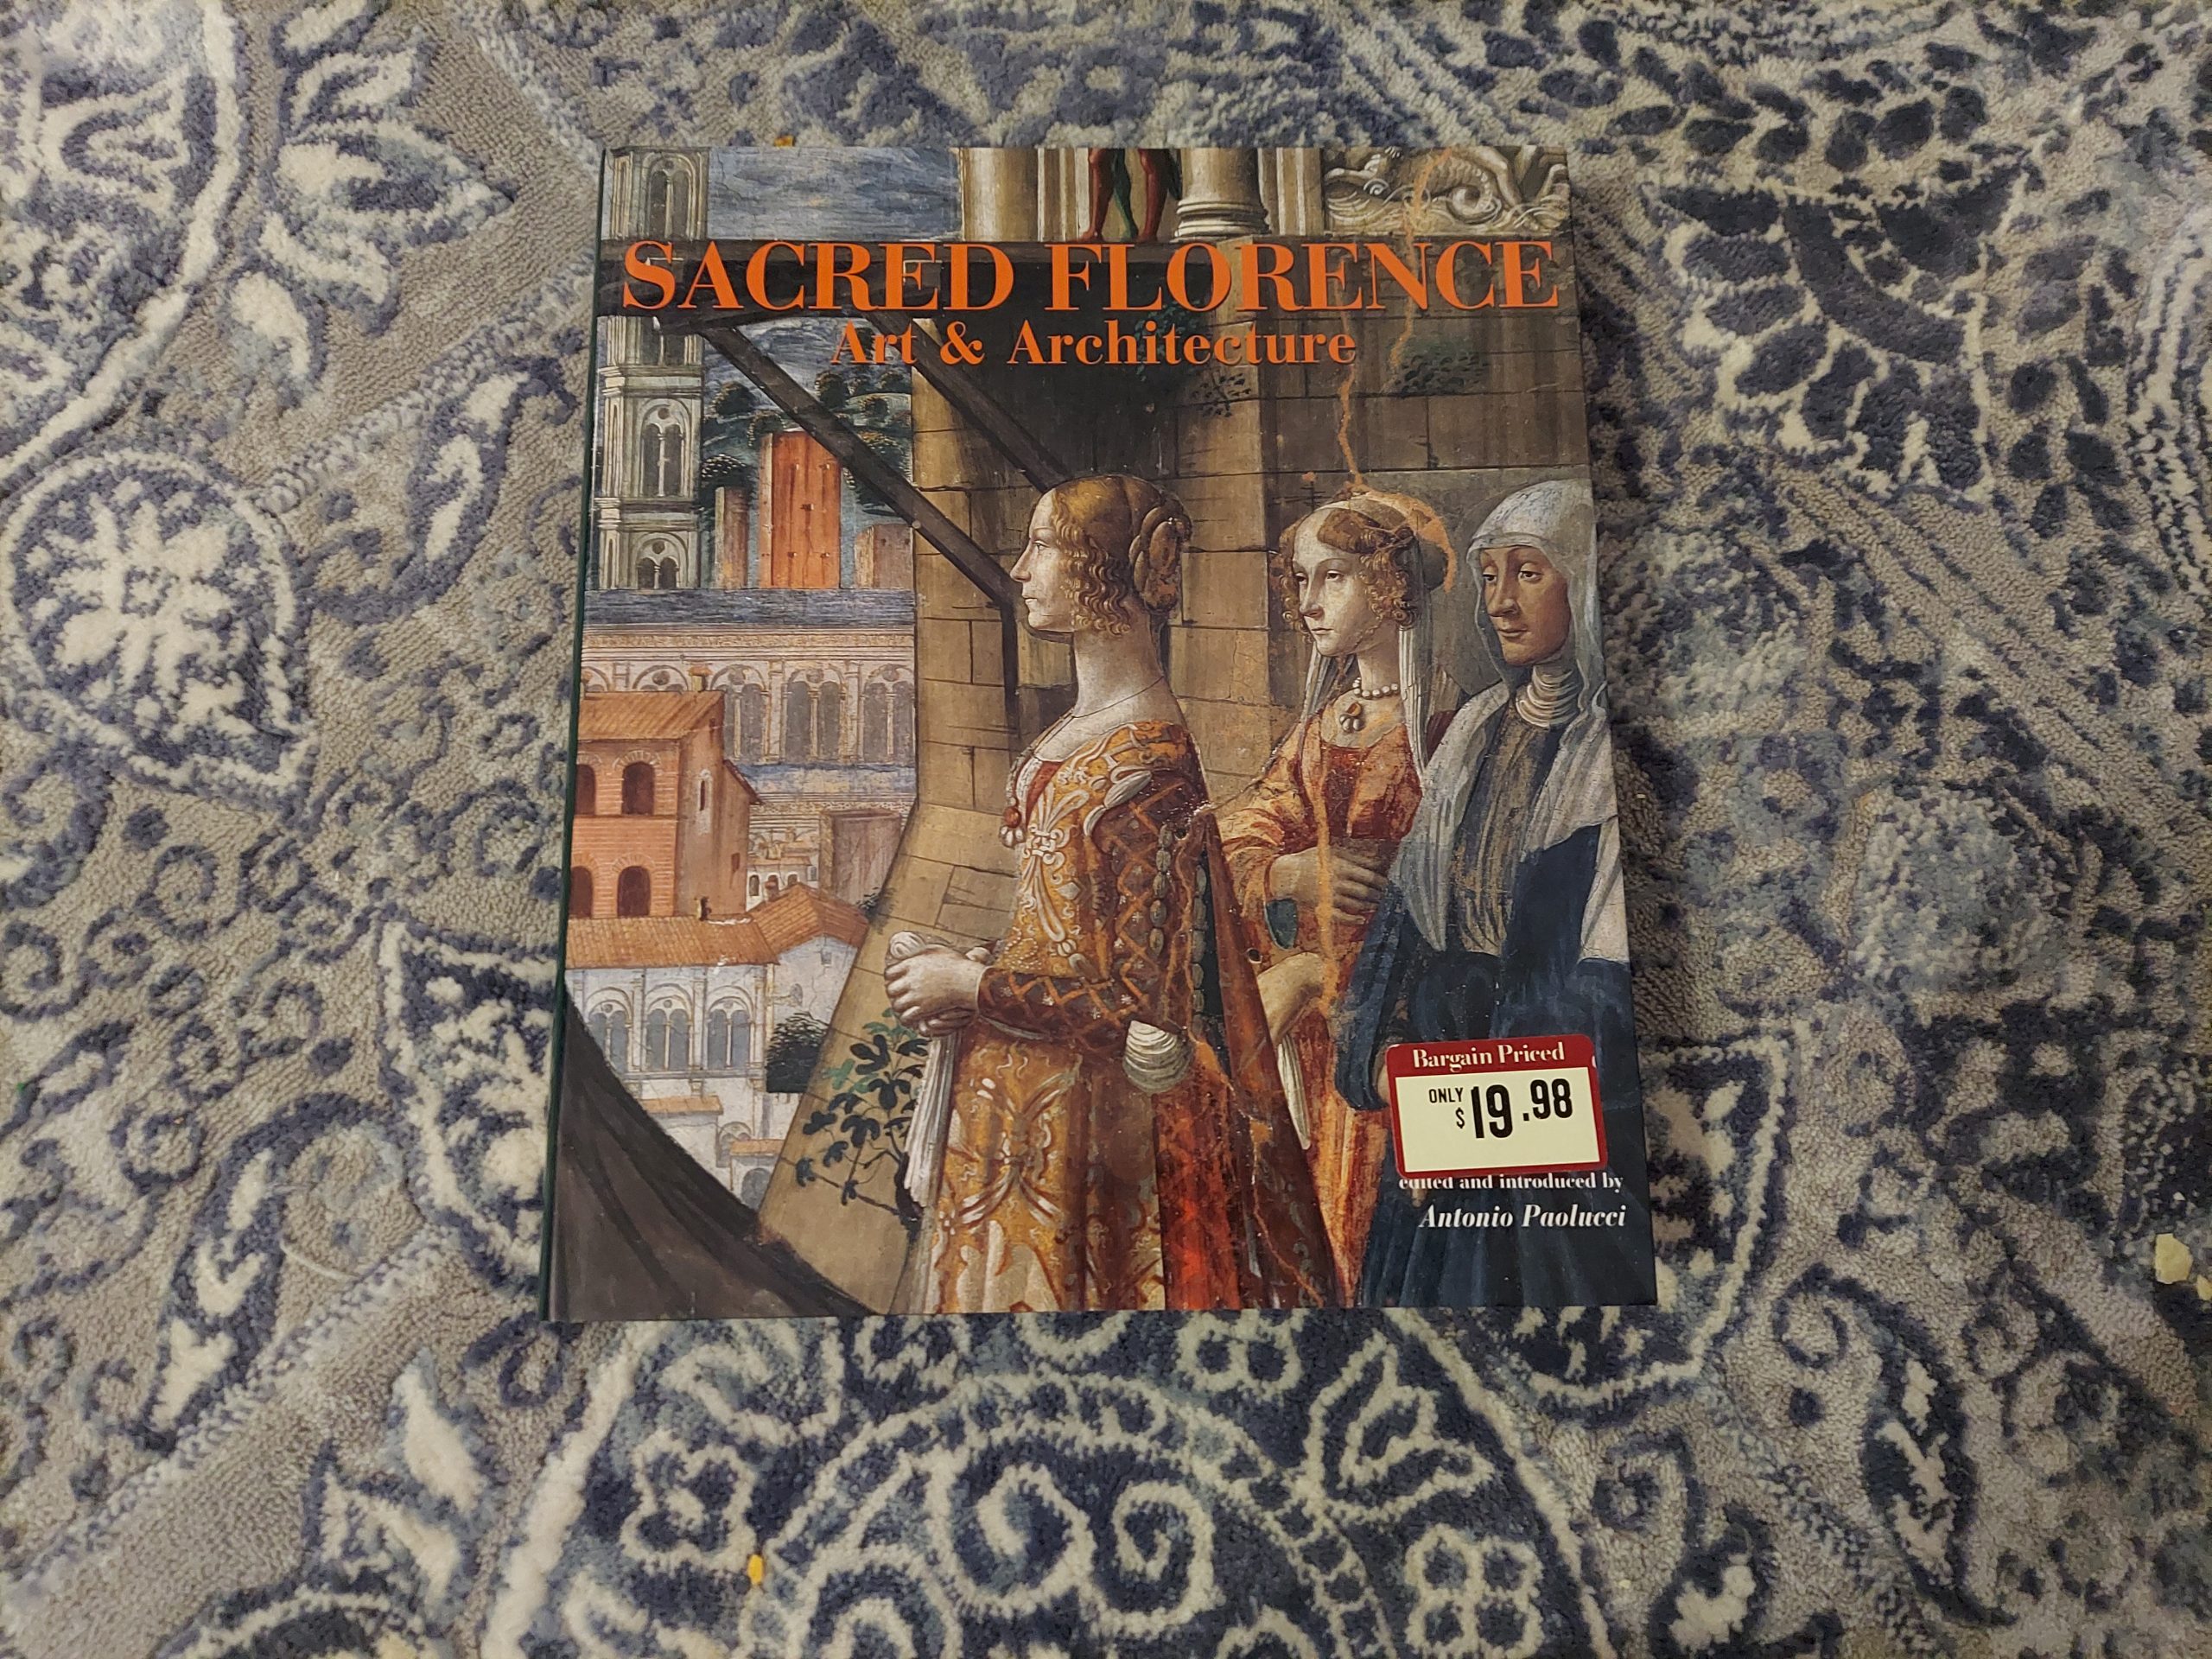 SACRED FLORENCE
Art & Architecture
Bargain Priced
ONLY
$ 19.98
edited and introduced by
Antonio Paolucci